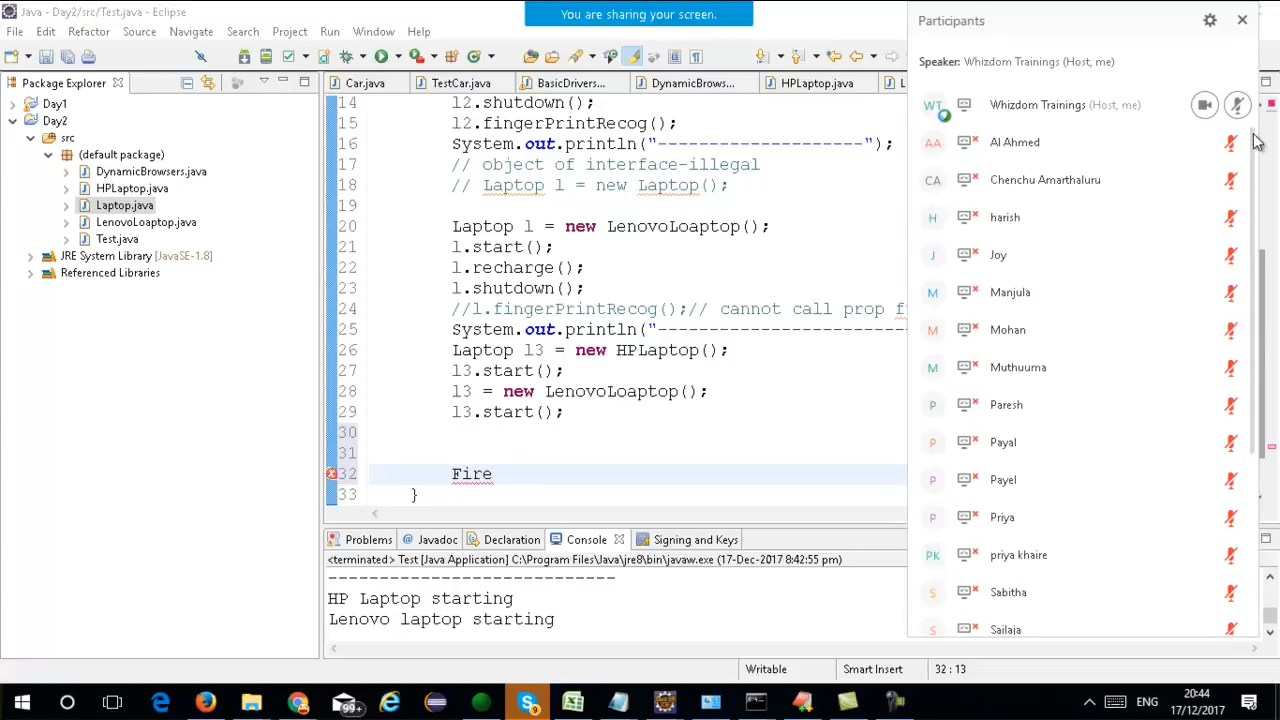 Java - Day2/src/Test.java - Eclipse
You are sharing your screen.
File Edit Refactor Source Navigate Search Project Run Window Help
Package Explorer
Day1
Day2
src
(default package)
DynamicBrowsers.java
HPLaptop.java
Laptop.java
LenovoLoaptop.java
Test.java
JRE System Library [JavaSE-1.8]
Referenced Libraries
Car.java TestCar.java BasicDrivers... DynamicBrows... HPLaptop.java L
14 l2.shutdown();
15 l2.fingerPrintRecog();
16 System.out.println("--------------------");
17 // object of interface-illegal
18 // Laptop l = new Laptop();
19
20 Laptop l = new LenovoLoaptop();
21 l.start();
22 l.recharge();
23 l.shutdown();
24 //l.fingerPrintRecog();// cannot call prop f
25 System.out.println("-------------------------
26 Laptop l3 = new HPLaptop();
27 l3.start();
28 l3 = new LenovoLoaptop();
29 l3.start();
30
31
32 Fire
33 }
Problems @ Javadoc Declaration Console Signing and Keys
<terminated> Test [Java Application] C:\Program Files\Java\jre8\bin\javaw.exe (17-Dec-2017 8:42:55 pm)
----------------------------
HP Laptop starting
Lenovo laptop starting
Writable Smart Insert 32 : 13
Participants
Speaker: Whizdom Trainings (Host, me)
WT Whizdom Trainings (Host, me)
AA Al Ahmed
CA Chenchu Amarthaluru
H harish
J Joy
M Manjula
M Mohan
M Muthuuma
P Paresh
P Payal
P Payel
P Priya
PK priya khaire
S Sabitha
S Sailaja
99+
9
ENG
20:44
17/12/2017